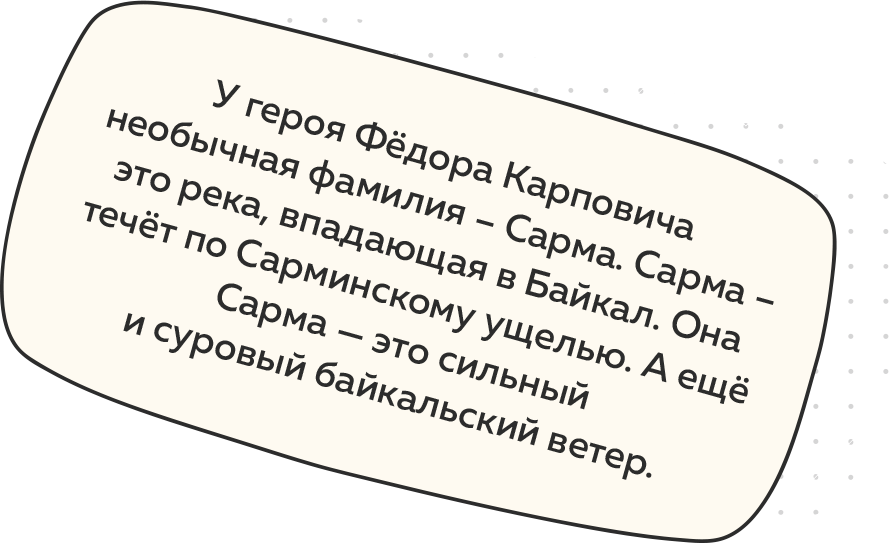 У героя Фёдора Карповича
необычная фамилия – Сарма. Сарма –
это река, впадающая в Байкал. Она
течёт по Сарминскому ущелью. А ещё
Сарма — это сильный
и суровый байкальский ветер.